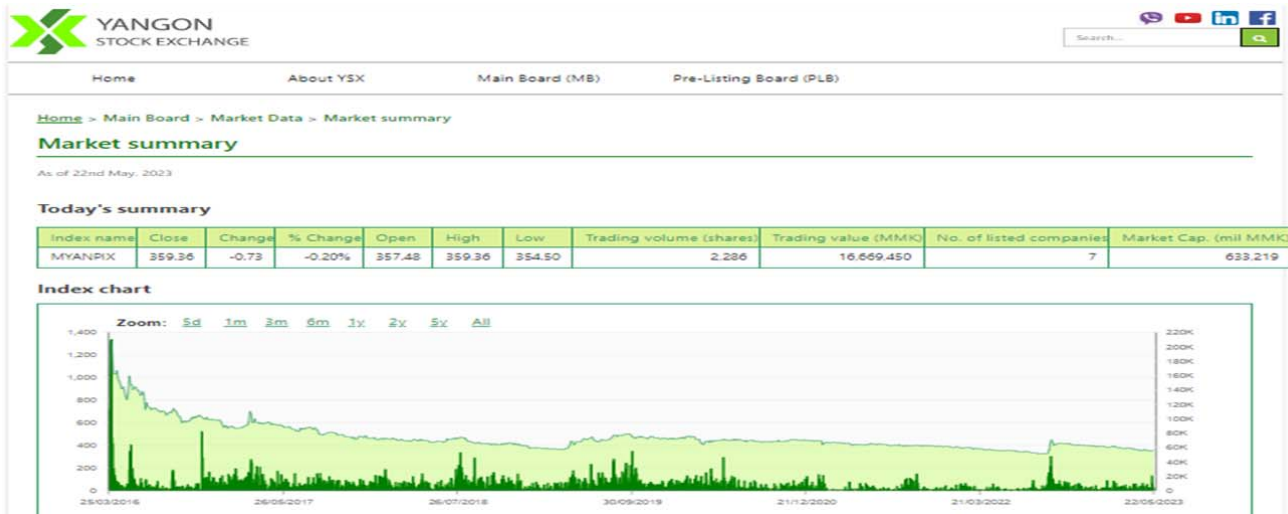 YANGON
STOCK EXCHANGE
Search...
Home About YSX Main Board (MB) Pre-Listing Board (PLB)
Home > Main Board > Market Data > Market summary
Market summary
As of 22nd May. 2023
Today's summary
Index name Close Change % Change Open High Low Trading volume (shares) Trading value (MMK) No. of listed companies Market Cap. (mil MMK
MYANPIX 359.36 -0.73 -0.20% 357.48 359.36 354.50 2,286 16,669,450 7 633,219
Index chart
Zoom: 5d 1m 3m 6m 1y 2y 5y All
1,400 220K
1,200 200K
180K
1,000 160K
140K
800 120K
600 100K
80K
400 60K
200 40K
20K
0 0
25/03/2016 26/05/2017 26/07/2018 30/09/2019 21/12/2020 21/03/2022 22/05/2023